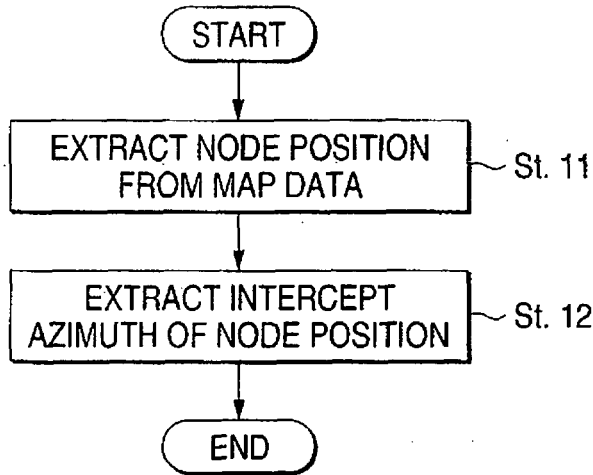 START
EXTRACT NODE POSITION
FROM MAP DATA
St. 11
EXTRACT INTERCEPT
AZIMUTH OF NODE POSITION
St. 12
END